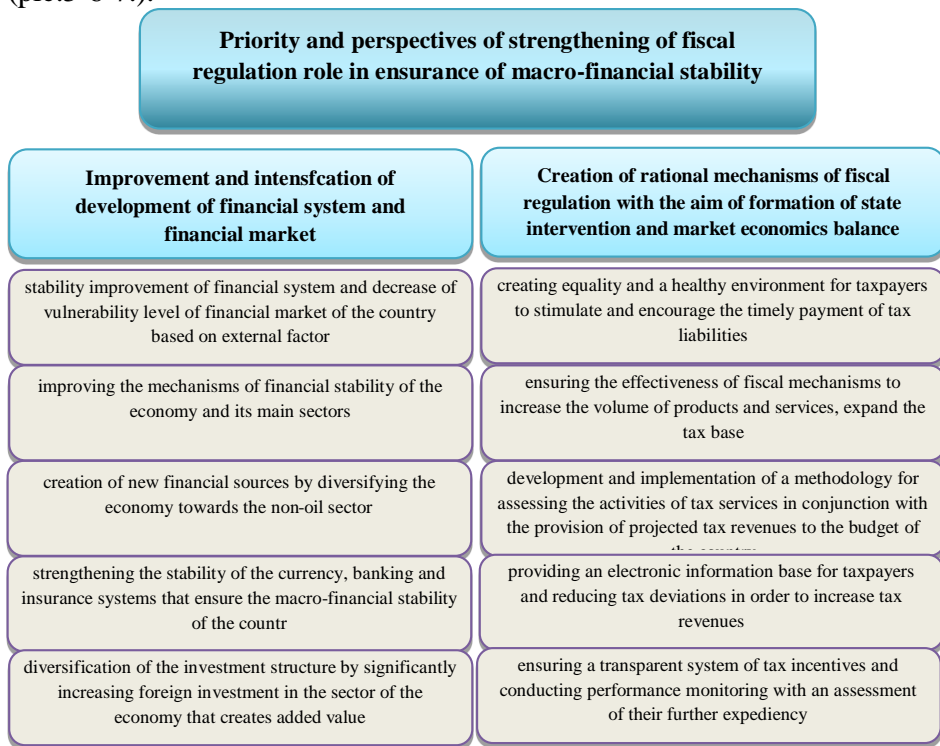 Priority and perspectives of strengthening of fiscal
regulation role in ensurance of macro-financial stability
Improvement and intensfcation of
development of financial system and
financial market
stability improvement of financial system and decrease of
vulnerability level of financial market of the country
based on external factor
improving the mechanisms of financial stability of the
economy and its main sectors
creation of new financial sources by diversifying the
economy towards the non-oil sector
strengthening the stability of the currency, banking and
insurance systems that ensure the macro-financial stability
of the countr
diversification of the investment structure by significantly
increasing foreign investment in the sector of the
economy that creates added value
Creation of rational mechanisms of fiscal
regulation with the aim of formation of state
intervention and market economics balance
creating equality and a healthy environment for taxpayers
to stimulate and encourage the timely payment of tax
liabilities
ensuring the effectiveness of fiscal mechanisms to
increase the volume of products and services, expand the
tax base
development and implementation of a methodology for
assessing the activities of tax services in conjunction with
the provision of projected tax revenues to the budget of
providing an electronic information base for taxpayers
and reducing tax deviations in order to increase tax
revenues
ensuring a transparent system of tax incentives and
conducting performance monitoring with an assessment
of their further expediency